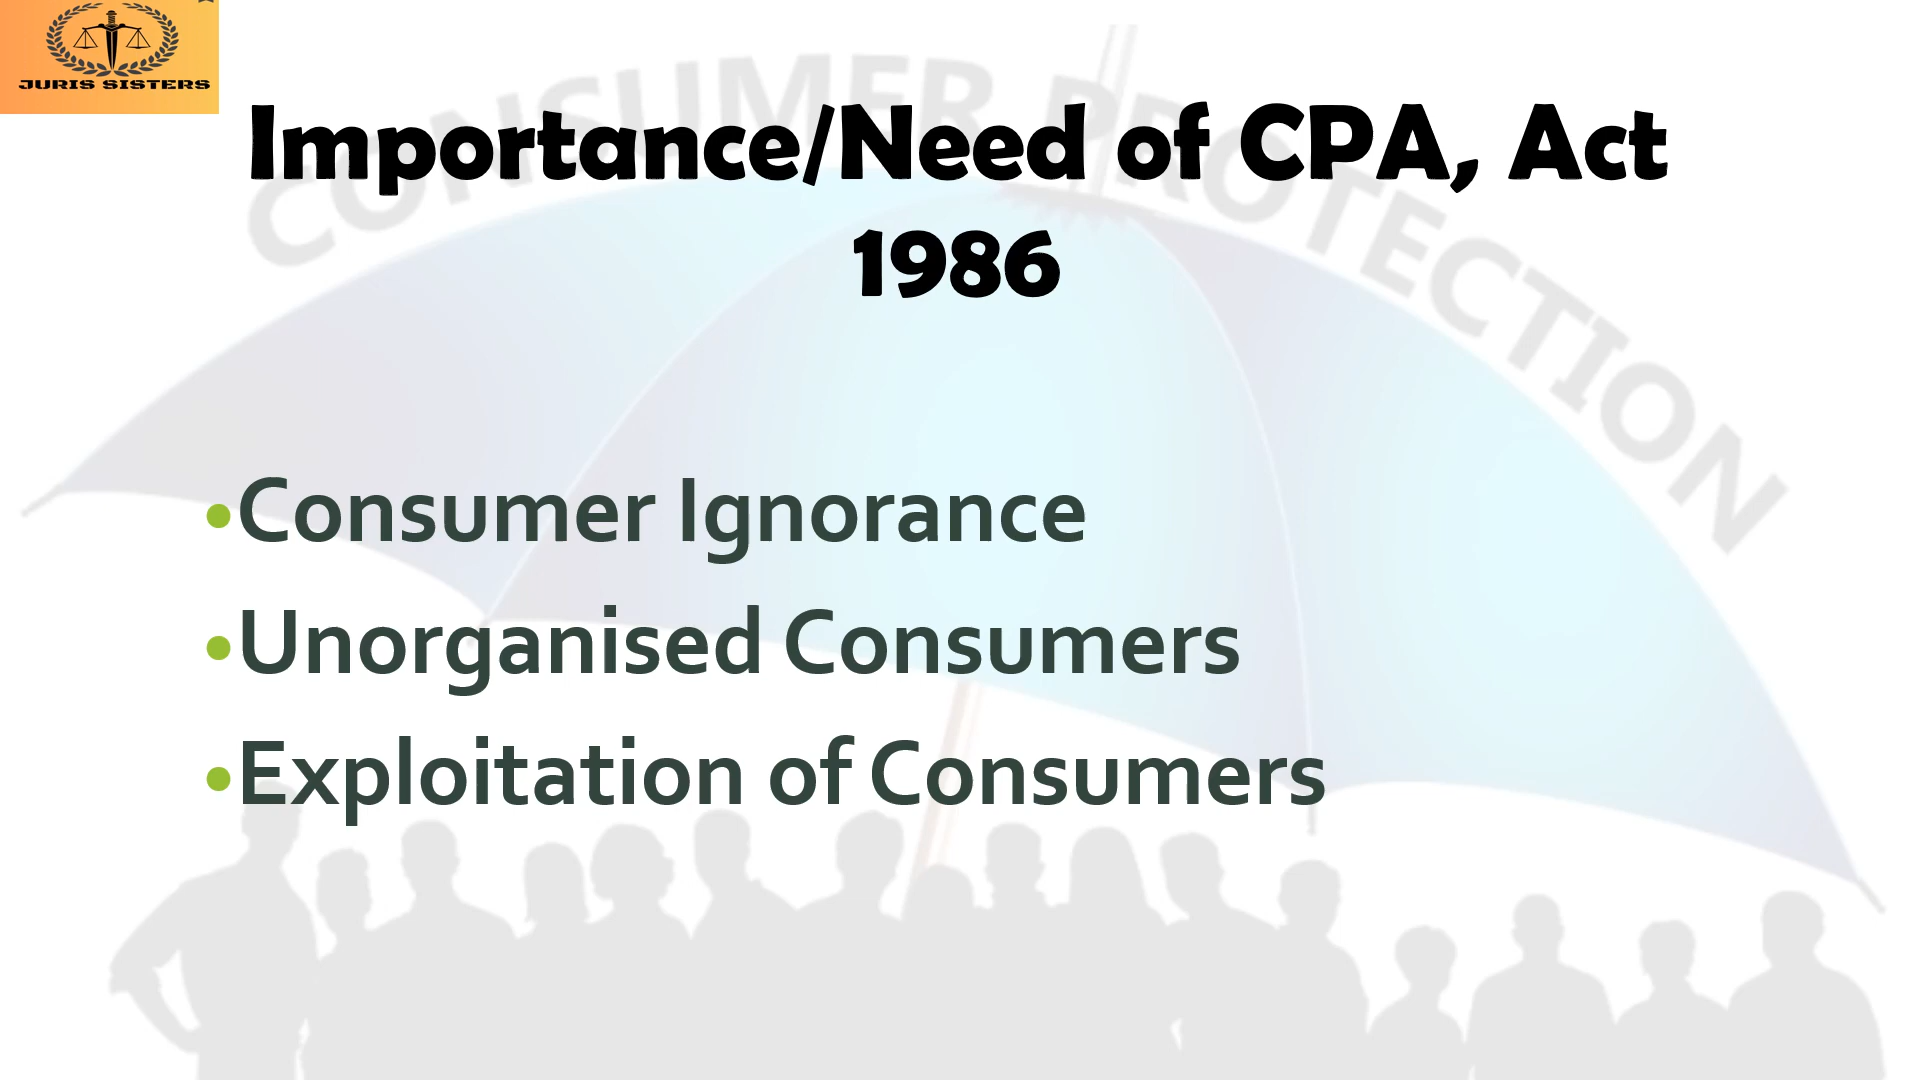 JURIS SISTERS
CONSUMER PROTECTION
Importance/Need of CPA, Act
1986
•Consumer Ignorance
•Unorganised Consumers
•Exploitation of Consumers